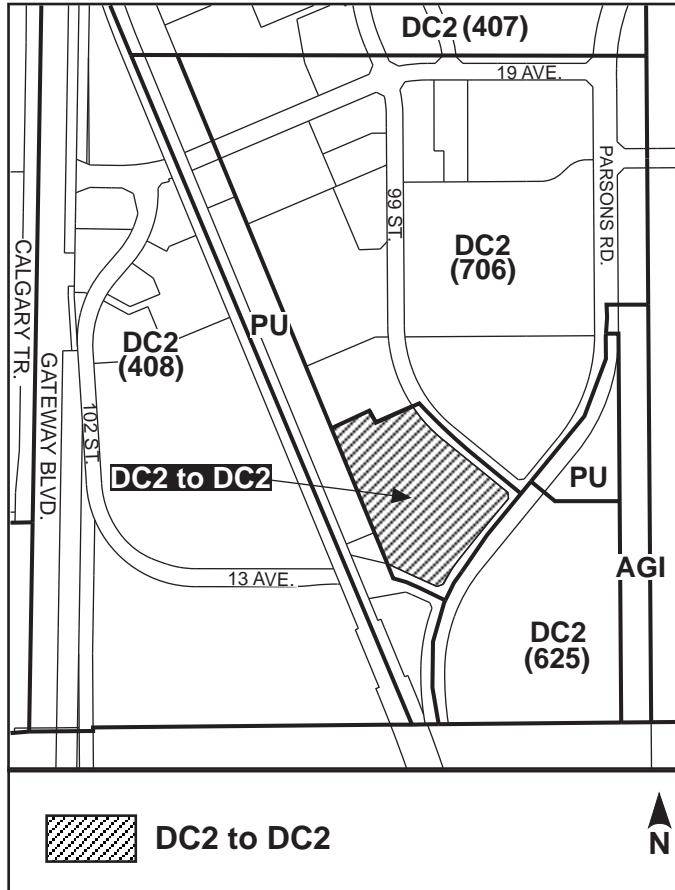 DC2 (407)
19 AVE.
PARSONS RD.
99 ST.
DC2
(706)
CALGARY TR.
GATEWAY BLVD.
PU
DC2
(408)
102 ST.
DC2 to DC2
PU
13 AVE.
AGI
DC2
(625)
DC2 to DC2
N